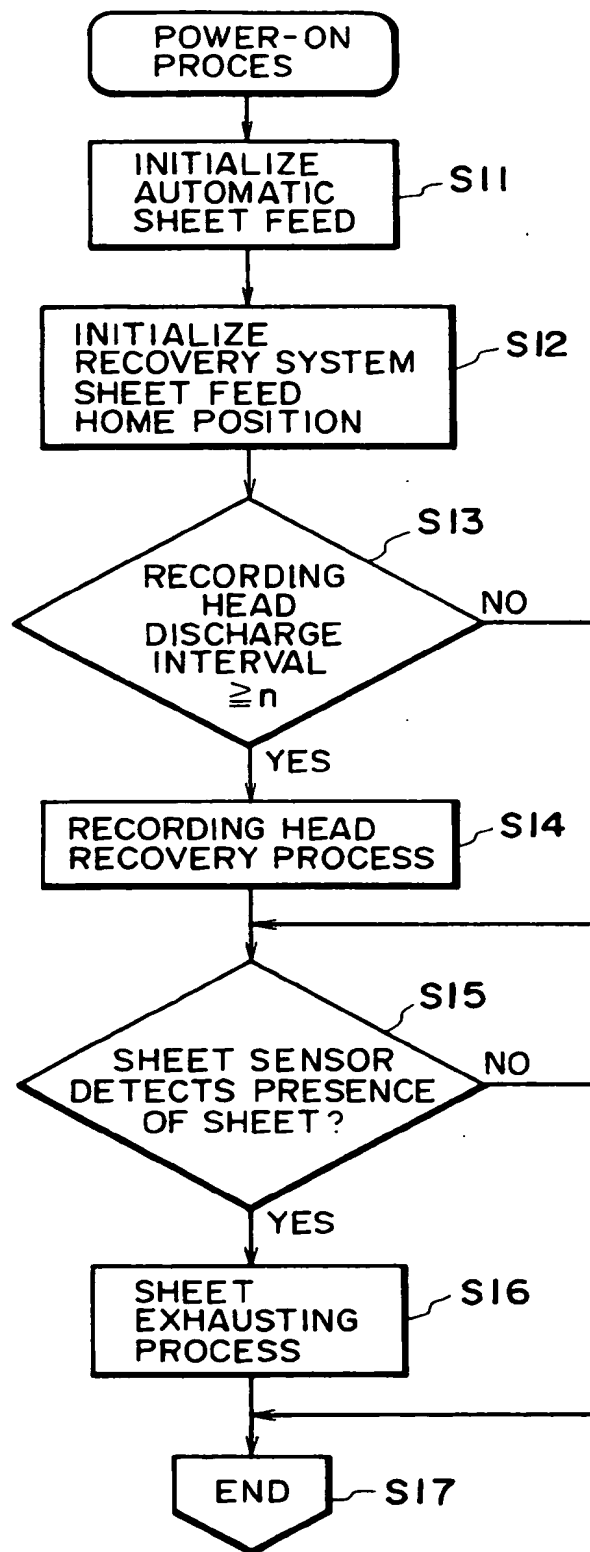 POWER-ON
PROCES
INITIALIZE
AUTOMATIC
SHEET FEED
S11
INITIALIZE
RECOVERY SYSTEM
SHEET FEED
HOME POSITION
S12
S13
RECORDING
HEAD
DISCHARGE
INTERVAL
≧n
NO
YES
RECORDING HEAD
RECOVERY PROCESS
S14
S15
SHEET SENSOR
DETECTS PRESENCE
OF SHEET?
NO
YES
SHEET
EXHAUSTING
PROCESS
S16
END
S17